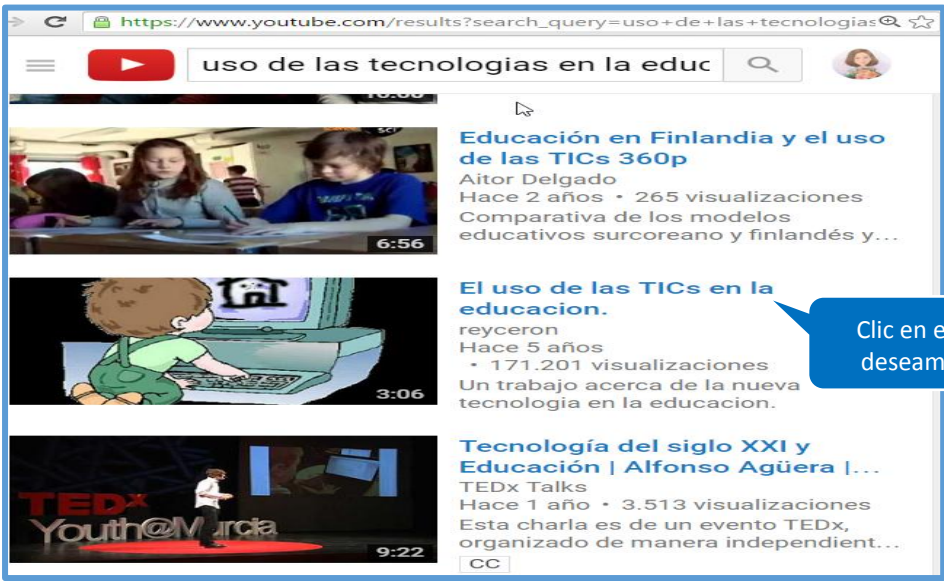 https://www.youtube.com/results?search_query=uso+de+las+tecnologias
uso de las tecnologias en la educ
Educación en Finlandia y el uso
de las TICs 360p
Aitor Delgado
Hace 2 años • 265 visualizaciones
Comparativa de los modelos
educativos surcoreano y finlandés y...
6:56
El uso de las TICs en la
educacion.
reyceron
Hace 5 años
• 171.201 visualizaciones
Un trabajo acerca de la nueva
tecnologia en la educacion.
3:06
Clic en e
deseam
Tecnología del siglo XXI y
Educación | Alfonso Agüera |...
TEDx Talks
Hace 1 año • 3.513 visualizaciones
Esta charla es de un evento TEDx,
organizado de manera independient...
CC
TEDx
Youth@Murcia
9:22